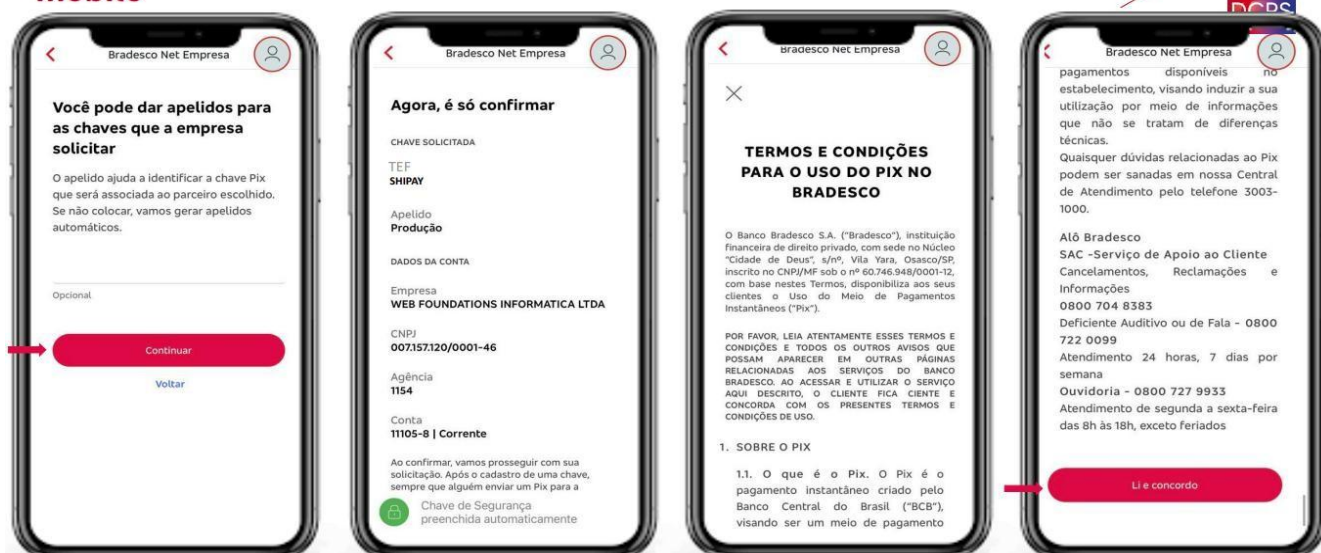 Mobile
DCPS
Bradesco Net Empresa
Você pode dar apelidos para
as chaves que a empresa
solicitar
O apelido ajuda a identificar a chave Pix
que será associada ao parceiro escolhido.
Se não colocar, vamos gerar apelidos
automáticos.
Opcional
Continuar
Voltar
Bradesco Net Empresa
Agora, é só confirmar
CHAVE SOLICITADA
TEF
SHIPAY
Apelido
Produção
DADOS DA CONTA
Empresa
WEB FOUNDATIONS INFORMATICA LTDA
CNPJ
007.157.120/0001-46
Agência
1154
Conta
11105-8 | Corrente
Ao confirmar, vamos prosseguir com sua
solicitação. Após o cadastro de uma chave,
sempre que alguém enviar um Pix para a
Chave de Segurança
preenchida automaticamente
Bradesco Net Empresa
TERMOS E CONDIÇÕES
PARA O USO DO PIX NO
BRADESCO
O Banco Bradesco S.A. ("Bradesco"), instituição
financeira de direito privado, com sede no Núcleo
"Cidade de Deus", s/nº, Vila Yara, Osasco/SP,
inscrito no CNPJ/MF sob o nº 60.746.948/0001-12,
com base nestes Termos, disponibiliza aos seus
clientes o Uso do Meio de Pagamentos
Instantâneos ("Pix").
POR FAVOR, LEIA ATENTAMENTE ESSES TERMOS E
CONDIÇÕES E TODOS OS OUTROS AVISOS QUE
POSSAM APARECER EM OUTRAS PÁGINAS
RELACIONADAS AOS SERVIÇOS DO BANCO
BRADESCO. AO ACESSAR E UTILIZAR O SERVIÇO
AQUI DESCRITO, O CLIENTE FICA CIENTE E
CONCORDA COM OS PRESENTES TERMOS E
CONDIÇÕES DE USO.
1. SOBRE O PIX
1.1. O que é o Pix. O Pix é o
pagamento instantâneo criado pelo
Banco Central do Brasil ("BCB"),
visando ser um meio de pagamento
Bradesco Net Empresa
pagamentos disponíveis no
estabelecimento, visando induzir a sua
utilização por meio de informações
que não se tratam de diferenças
técnicas.
Quaisquer dúvidas relacionadas ao Pix
podem ser sanadas em nossa Central
de Atendimento pelo telefone 3003-
1000.
Alô Bradesco
SAC -Serviço de Apoio ao Cliente
Cancelamentos, Reclamações e
Informações
0800 704 8383
Deficiente Auditivo ou de Fala - 0800
722 0099
Atendimento 24 horas, 7 dias por
semana
Ouvidoria - 0800 727 9933
Atendimento de segunda a sexta-feira
das 8h às 18h, exceto feriados
Li e concordo